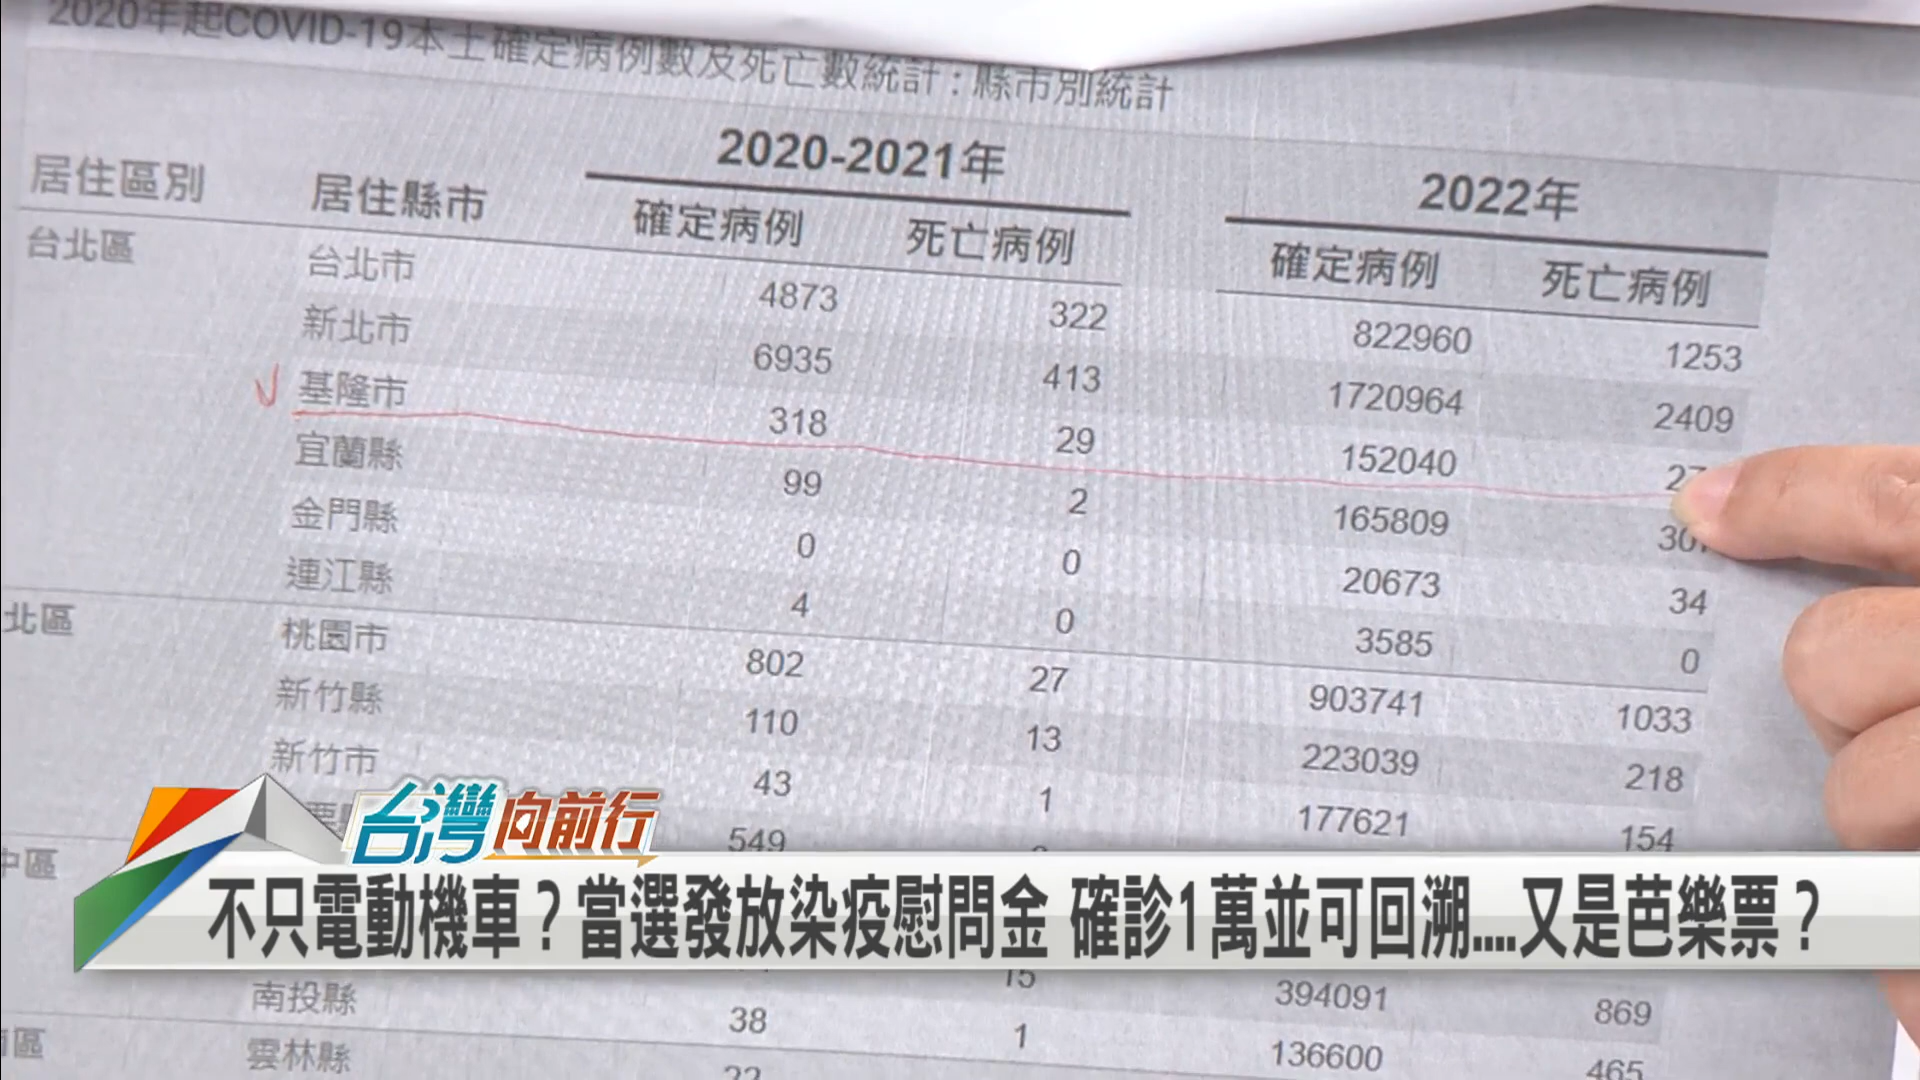 2020年起COVID-19本土確定病例數及死亡數統計：縣市別統計
2020-2021年 2022年
居住區別 居住縣市 確定病例 死亡病例 確定病例 死亡病例
台北區 台北市 4873 322 822960 1253
新北市 6935 413 1720964 2409
基隆市 318 29 152040
宜蘭縣 99 2 165809
金門縣 0 0 20673 34
連江縣 4 0 3585 0
北區 桃園市 802 27 903741 1033
新竹縣 110 13 223039 218
新竹市 43 1 177621 154
549
中區
台灣向前行
不只電動機車？當選發放染疫慰問金 確診1萬並可回溯....又是芭樂票？
15 394091 869
南投縣 38 1 136600 465
區 雲林縣 22